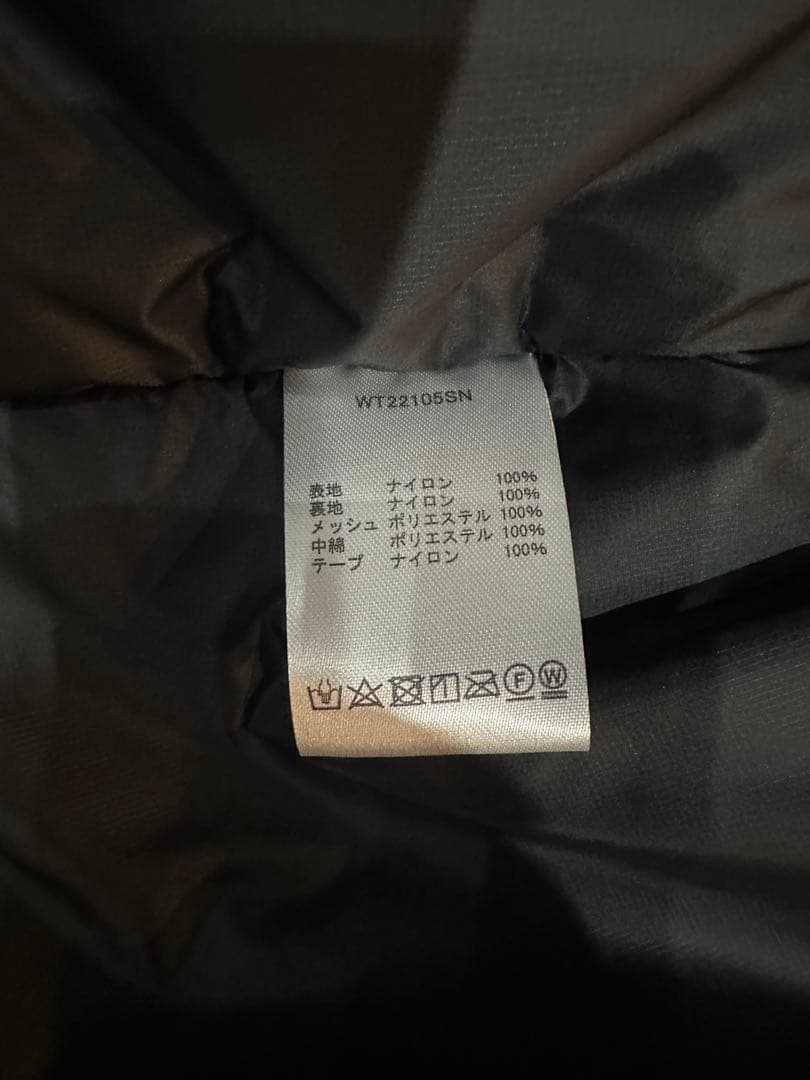 WT22105SN
表地 ナイロン 100%
裏地 ナイロン 100%
メッシュ ポリエステル 100%
中綿 ポリエステル 100%
テープ ナイロン 100%
F W